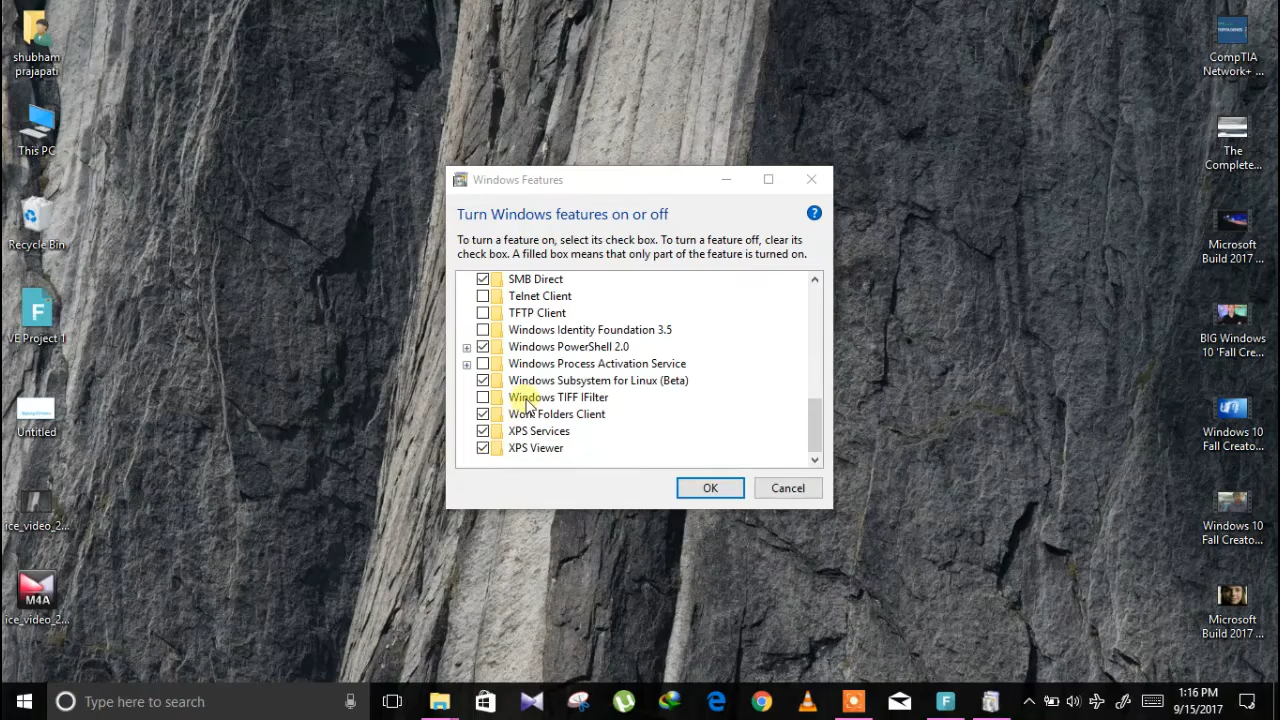 shubham
prajapati
This PC
Recycle Bin
F
VE Project 1
Untitled
ice_video_2...
M4A
ice_video_2...
Windows Features
Turn Windows features on or off
?
To turn a feature on, select its check box. To turn a feature off, clear its
check box. A filled box means that only part of the feature is turned on.
SMB Direct
Telnet Client
TFTP Client
Windows Identity Foundation 3.5
Windows PowerShell 2.0
Windows Process Activation Service
Windows Subsystem for Linux (Beta)
Windows TIFF IFilter
Work Folders Client
XPS Services
XPS Viewer
OK
Cancel
CompTIA
Network+ ...
The
Complete...
Microsoft
Build 2017 ...
BIG Windows
10 'Fall Cre...
Windows 10
Fall Creato...
Windows 10
Fall Creato...
Microsoft
Build 2017 ...
Type here to search
F
1:16 PM
9/15/2017